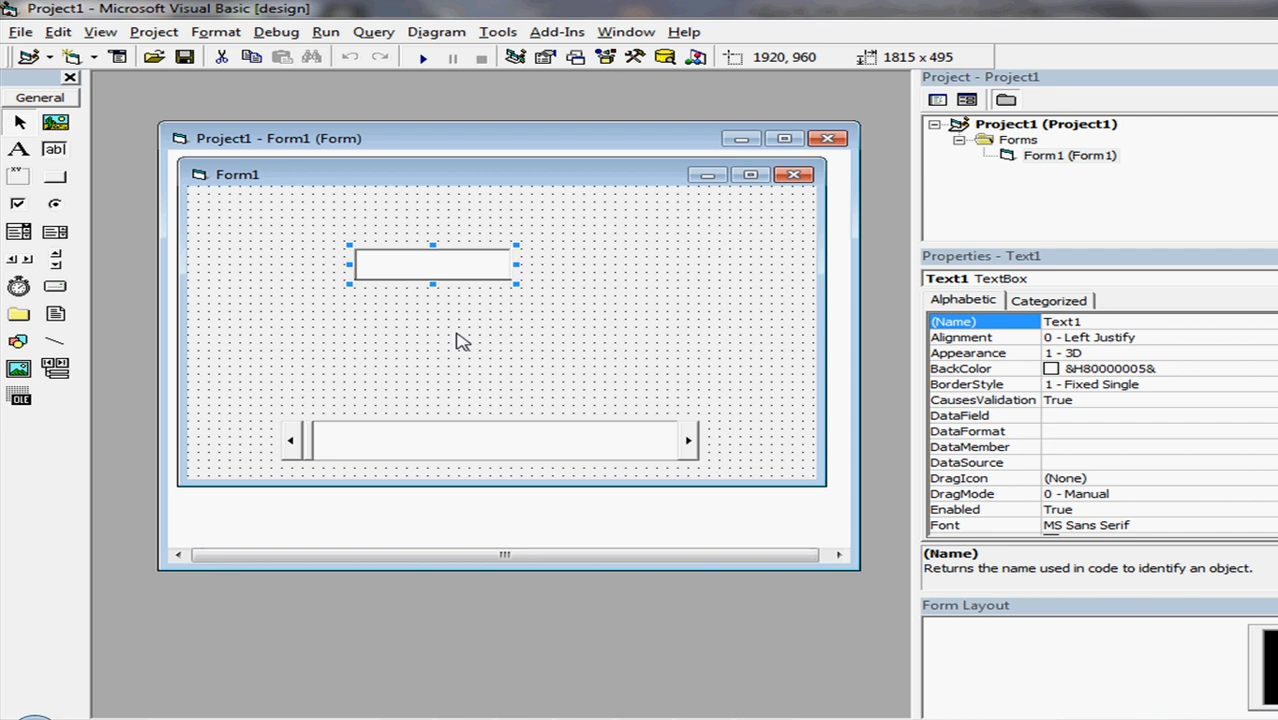 Project1 - Microsoft Visual Basic [design]
File Edit View Project Format Debug Run Query Diagram Tools Add-Ins Window Help
1920, 960 1815 x 495
General
A abl
XY
OLE
Project1 - Form1 (Form)
Form1
Project - Project1
Project1 (Project1)
Forms
Form1 (Form1)
Properties - Text1
Text1 TextBox
Alphabetic Categorized
(Name) Text1
Alignment 0 - Left Justify
Appearance 1 - 3D
BackColor &H80000005&
BorderStyle 1 - Fixed Single
CausesValidation True
DataField
DataFormat
DataMember
DataSource
DragIcon (None)
DragMode 0 - Manual
Enabled True
Font MS Sans Serif
(Name)
Returns the name used in code to identify an object.
Form Layout